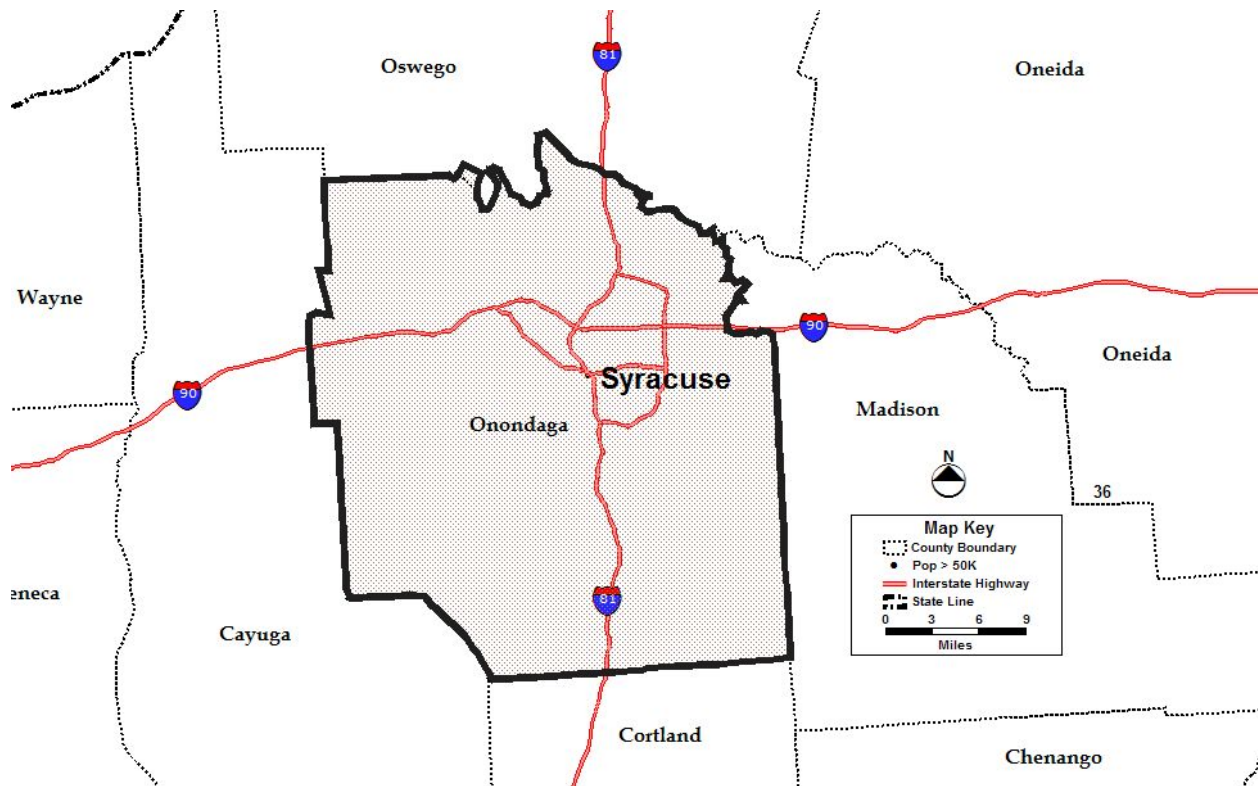 81
Oswego
Oneida
Wayne
90
90
Oneida
Syracuse
Madison
Onondaga
N
36
Map Key
County Boundary
Pop > 50K
Interstate Highway
State Line
0 3 6 9
Miles
eneca
81
Cayuga
Cortland
Chenango